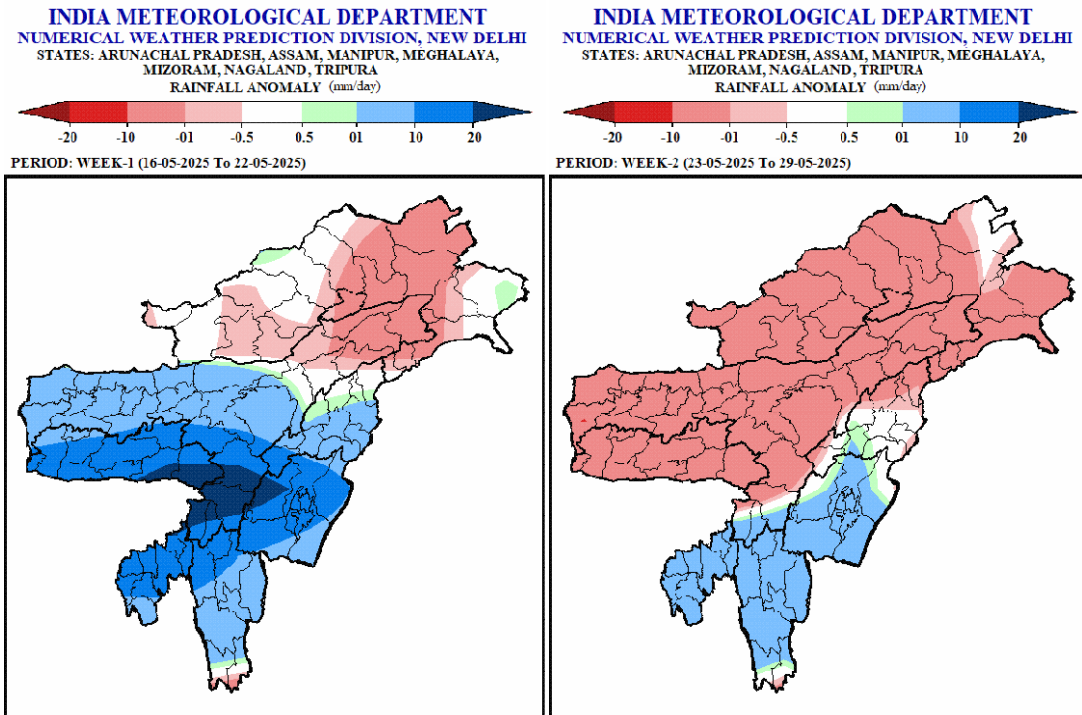 INDIA METEOROLOGICAL DEPARTMENT
NUMERICAL WEATHER PREDICTION DIVISION, NEW DELHI
STATES: ARUNACHAL PRADESH, ASSAM, MANIPUR, MEGHALAYA,
MIZORAM, NAGALAND, TRIPURA
RAINFALL ANOMALY (mm/day)
-20 -10 -01 -0.5 0.5 01 10 20
PERIOD: WEEK-1 (16-05-2025 To 22-05-2025)
INDIA METEOROLOGICAL DEPARTMENT
NUMERICAL WEATHER PREDICTION DIVISION, NEW DELHI
STATES: ARUNACHAL PRADESH, ASSAM, MANIPUR, MEGHALAYA,
MIZORAM, NAGALAND, TRIPURA
RAINFALL ANOMALY (mm/day)
-20 -10 -01 -0.5 0.5 01 10 20
PERIOD: WEEK-2 (23-05-2025 To 29-05-2025)